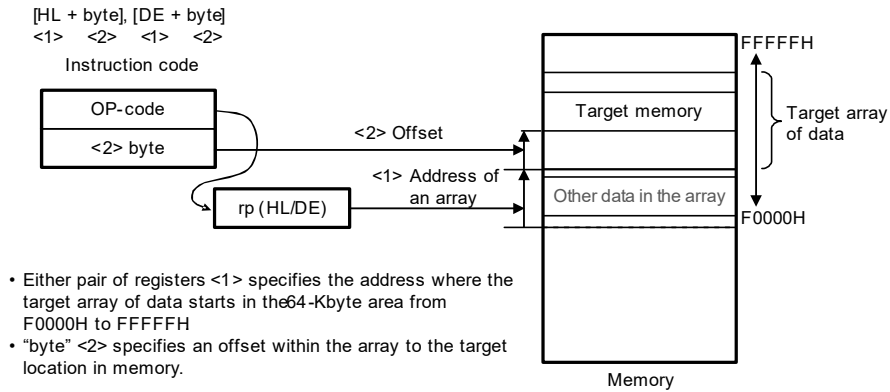 [HL + byte], [DE + byte]
<1> <2> <1> <2>
Instruction code
OP-code
<2> byte
<2> Offset
<1> Address of
an array
rp (HL/DE)
FFFFFH
Target memory
Target array
of data
Other data in the array
F0000H
• Either pair of registers <1> specifies the address where the
target array of data starts in the64-Kbyte area from
F0000H to FFFFFH
• “byte” <2> specifies an offset within the array to the target
location in memory.
Memory